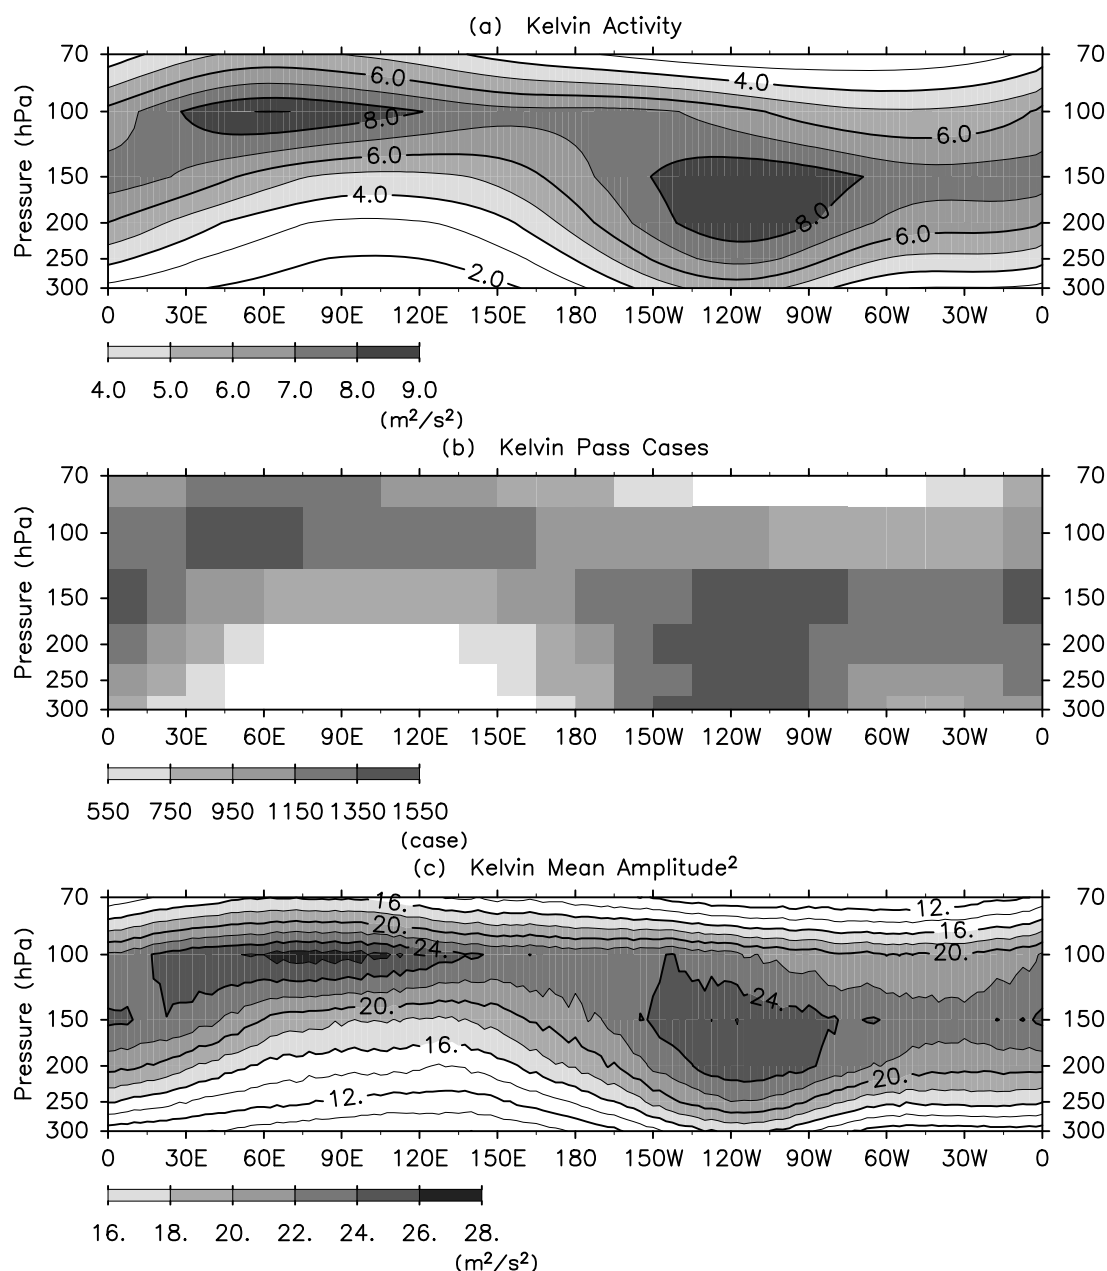 (a) Kelvin Activity
70 70
4.0
6.0
100 100
8.0
6.0
6.0
150 150
4.0
200 200
8.0
6.0
250 250
2.0
300 300
Pressure (hPa)
0 30E 60E 90E 120E 150E 180 150W 120W 90W 60W 30W 0
4.0 5.0 6.0 7.0 8.0 9.0
(m²/s²)
(b) Kelvin Pass Cases
70 70
100 100
150 150
200 200
250 250
300 300
Pressure (hPa)
0 30E 60E 90E 120E 150E 180 150W 120W 90W 60W 30W 0
550 750 950 1150 1350 1550
(case)
(c) Kelvin Mean Amplitude²
70 70
16. 12.
20. 16.
24. 20.
100 100
24.
20.
150 150
16.
200 200
20.
12.
250 250
300 300
Pressure (hPa)
0 30E 60E 90E 120E 150E 180 150W 120W 90W 60W 30W 0
16. 18. 20. 22. 24. 26. 28.
(m²/s²)